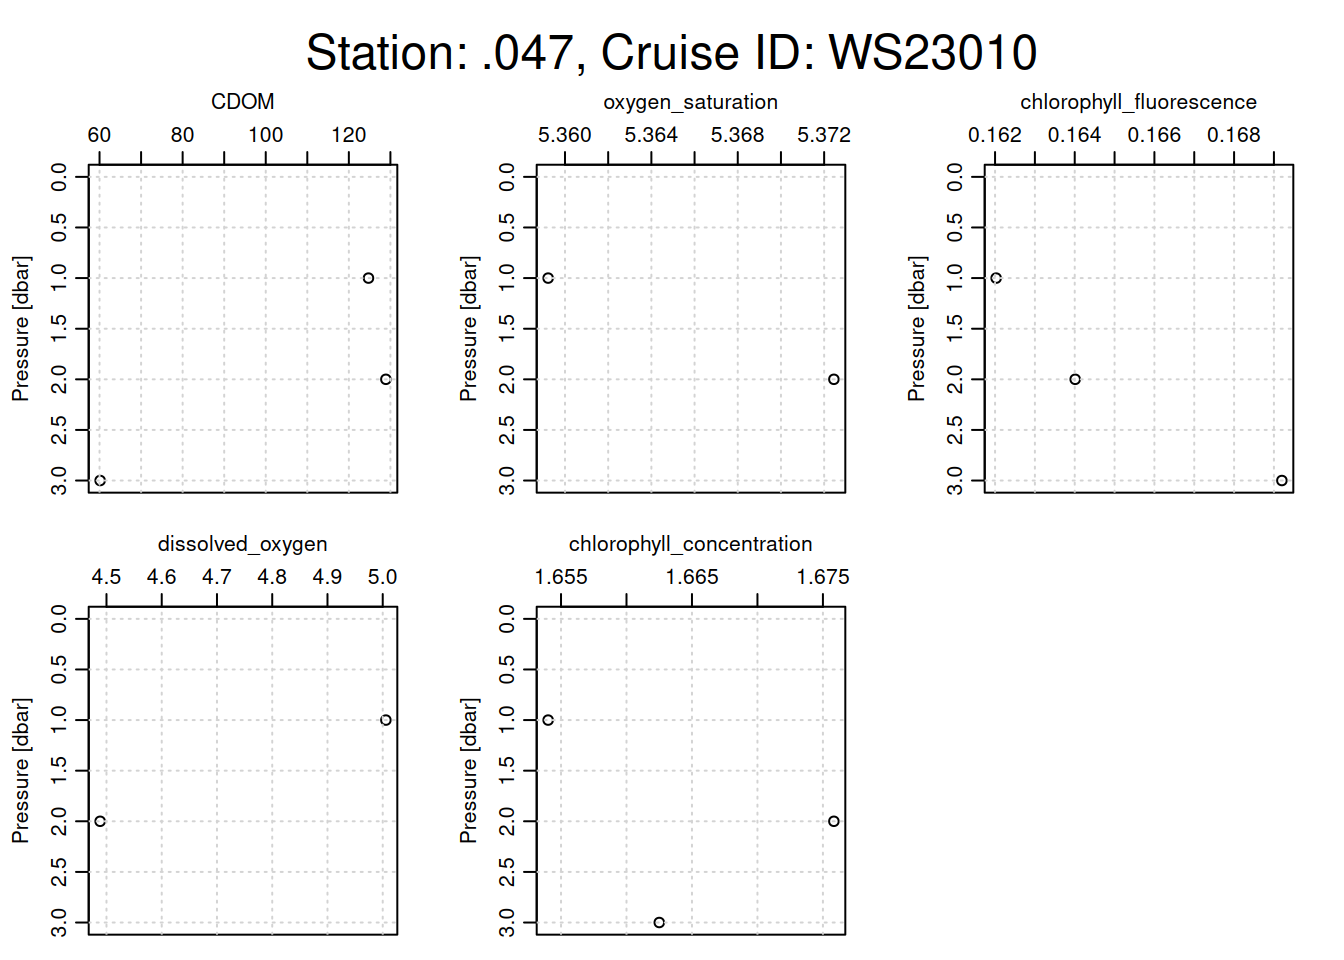 Station: .047, Cruise ID: WS23010
CDOM
60 80 100 120
0.0 0.5 1.0 1.5 2.0 2.5 3.0
Pressure [dbar]
oxygen_saturation
5.360 5.364 5.368 5.372
0.0 0.5 1.0 1.5 2.0 2.5 3.0
Pressure [dbar]
chlorophyll_fluorescence
0.162 0.164 0.166 0.168
0.0 0.5 1.0 1.5 2.0 2.5 3.0
Pressure [dbar]
dissolved_oxygen
4.5 4.6 4.7 4.8 4.9 5.0
0.0 0.5 1.0 1.5 2.0 2.5 3.0
Pressure [dbar]
chlorophyll_concentration
1.655 1.665 1.675
0.0 0.5 1.0 1.5 2.0 2.5 3.0
Pressure [dbar]